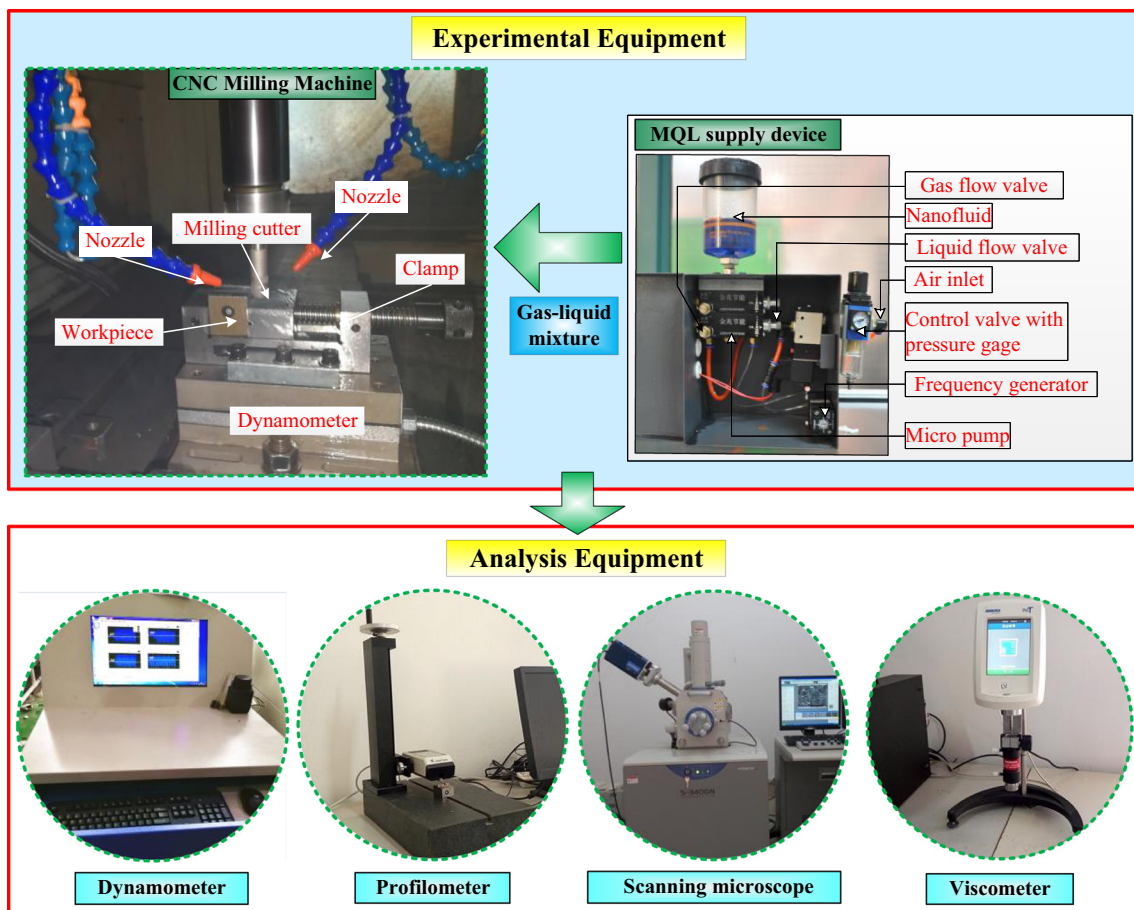 Experimental Equipment
CNC Milling Machine
Nozzle
Nozzle
Milling cutter
Clamp
Workpiece
Dynamometer
Gas-liquid
mixture
MQL supply device
Gas flow valve
Nanofluid
Liquid flow valve
Air inlet
Control valve with
pressure gage
Frequency generator
Micro pump
Analysis Equipment
S-3400N
LV
Dynamometer
Profilometer
Scanning microscope
Viscometer